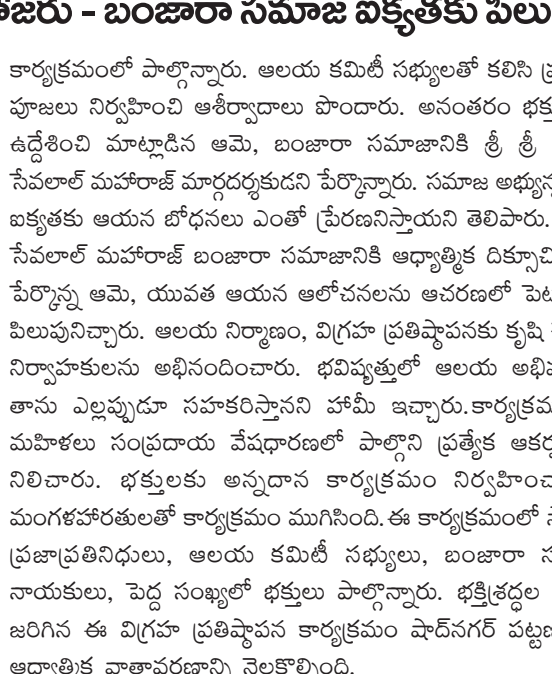 హాజరు - బంజారా సమాజ ఐక్యతకు పిలు
కార్యక్రమంలో పాల్గొన్నారు. ఆలయ కమిటీ సభ్యులతో కలిసి
పూజలు నిర్వహించి ఆశీర్వాదాలు పొందారు. అనంతరం భక్త
ఉద్దేశించి మాట్లాడిన ఆమె, బంజారా సమాజానికి శ్రీ శ్రీ
సేవలాల్ మహారాజ్ మార్గదర్శకుడని పేర్కొన్నారు. సమాజ అభ్యున్న
ఐక్యతకు ఆయన బోధనలు ఎంతో ప్రేరణనిస్తాయని తెలిపారు.
సేవలాల్ మహారాజ్ బంజారా సమాజానికి ఆధ్యాత్మిక దిక్సూచి
పేర్కొన్న ఆమె, యువత ఆయన ఆలోచనలను ఆచరణలో పెట
పిలుపునిచ్చారు. ఆలయ నిర్మాణం, విగ్రహ ప్రతిష్ఠాపనకు కృషి
నిర్వాహకులను అభినందించారు. భవిష్యత్తులో ఆలయ అభి
తాను ఎల్లప్పుడూ సహకరిస్తానని హామీ ఇచ్చారు.కార్యక్రమ
మహిళలు సంప్రదాయ వేషధారణలో పాల్గొని ప్రత్యేక ఆకర్
నిలిచారు. భక్తులకు అన్నదాన కార్యక్రమం నిర్వహించ
మంగళహారతులతో కార్యక్రమం ముగిసింది.ఈ కార్యక్రమంలో
ప్రజాప్రతినిధులు, ఆలయ కమిటీ సభ్యులు, బంజారా స
నాయకులు, పెద్ద సంఖ్యలో భక్తులు పాల్గొన్నారు. భక్తిశ్రద్ధల
జరిగిన ఈ విగ్రహ ప్రతిష్ఠాపన కార్యక్రమం షాద్‌నగర్ పట్టణ
ఆధ్యాత్మిక వాతావరణాన్ని నెలకొల్పింది.